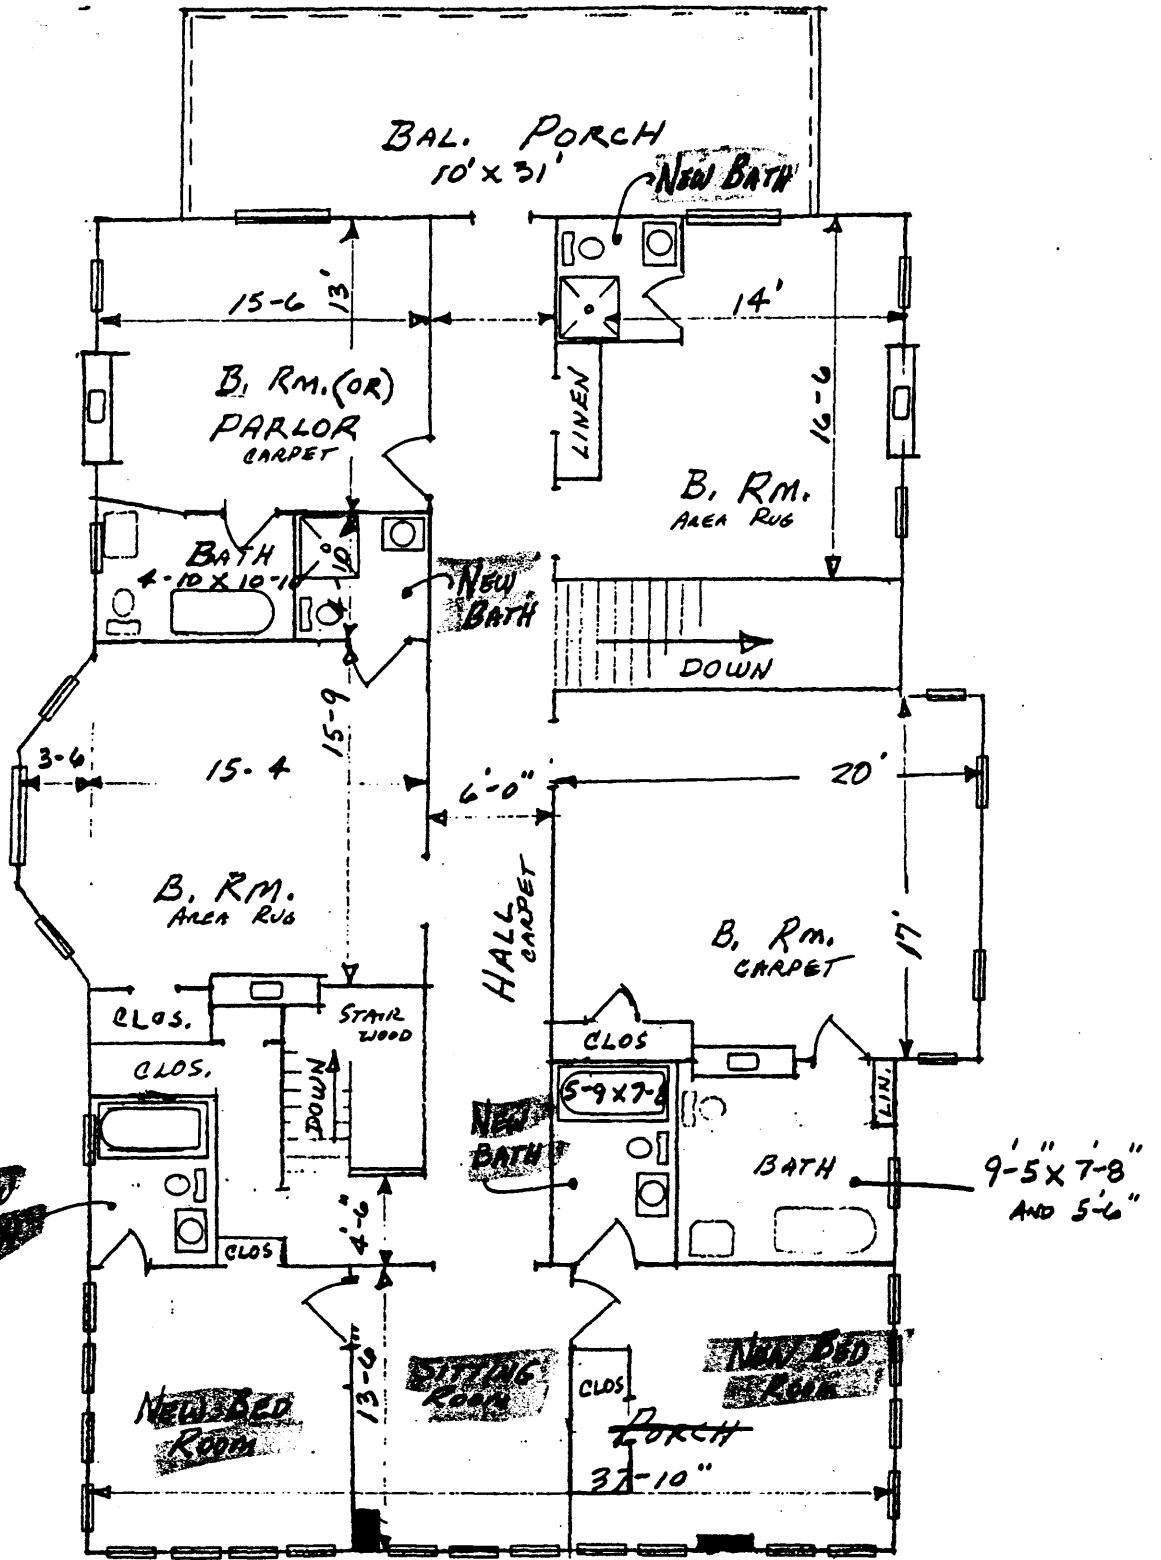 BAL. PORCH
10' X 31'
NEW BATH
15-6
13'
14'
16-6
B. RM. (OR)
PARLOR
CARPET
LINEN
B. RM.
AREA RUG
BATH
4-10 X 10-10
4-10
NEW
BATH
DOWN
3-6
15-4
15-9
6'-0"
20'
17'
B. RM.
AREA RUG
HALL
CARPET
B. RM.
CARPET
CLOS.
STAIR
WOOD
CLOS
CLOS.
DOWN
5-9 X 7-8
LIN.
NEW
BATH
BATH
9'-5" X 7'-8"
AND 5'-6"
4'-6"
CLOS
NEW BED
ROOM
13-6"
SITTING
ROOM
CLOS
NEW BED
ROOM
PORCH
37-10"